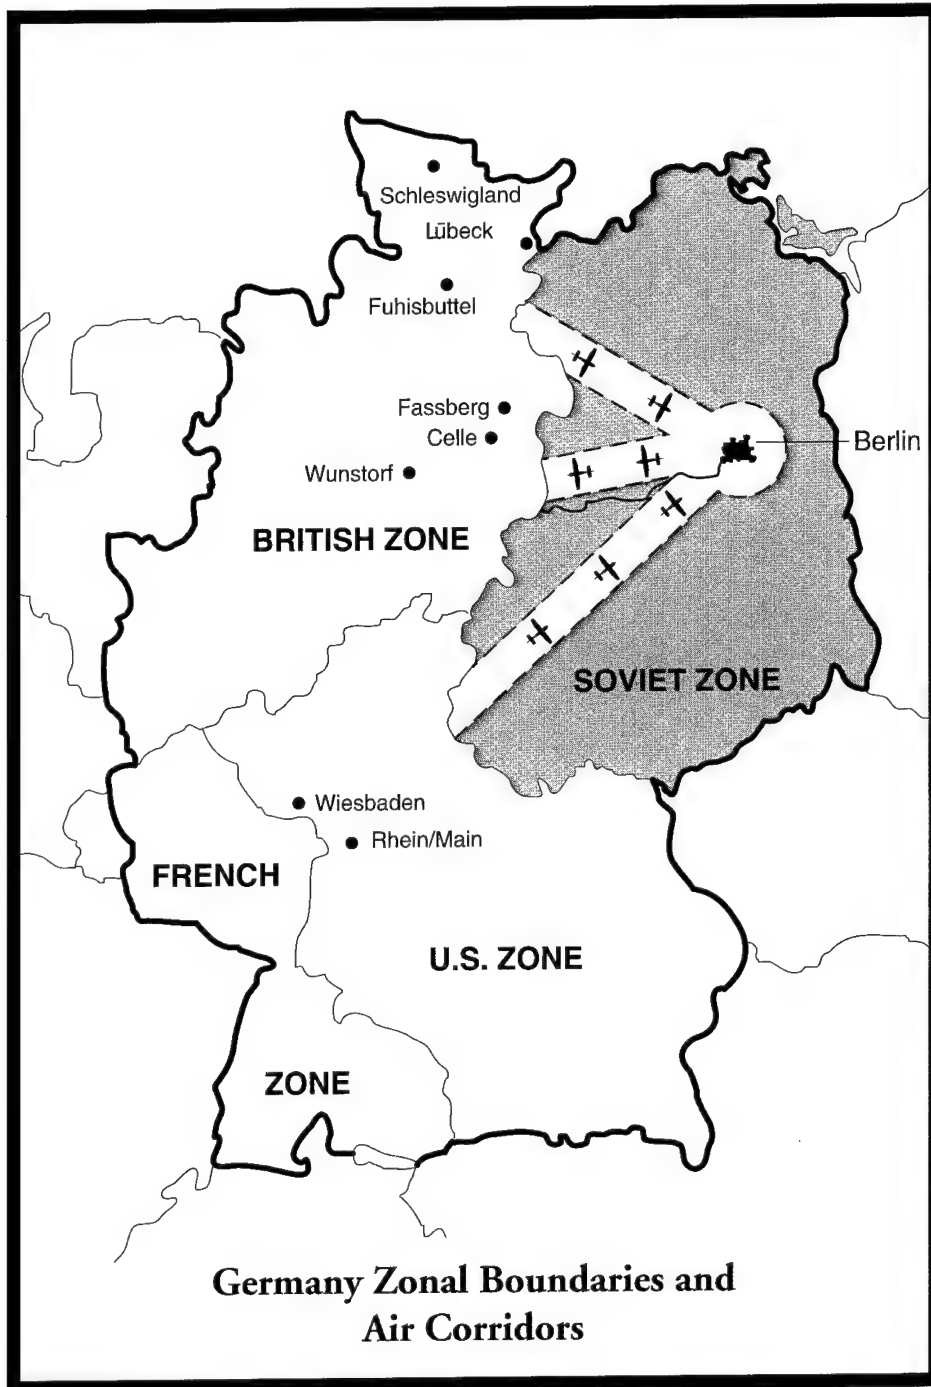 Schleswigland
Lūbeck
Fuhisbuttel
Fassberg
Celle
Berlin
Wunstorf
BRITISH ZONE
SOVIET ZONE
Wiesbaden
Rhein/Main
FRENCH
U.S. ZONE
ZONE
Germany Zonal Boundaries and
Air Corridors